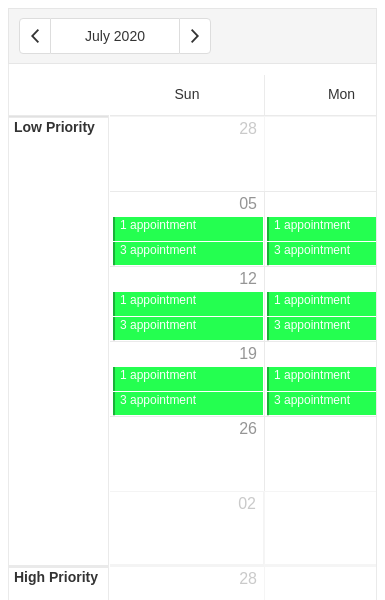 July 2020
Sun Mon
Low Priority 28
05
1 appointment 1 appointment
3 appointment 3 appointment
12
1 appointment 1 appointment
3 appointment 3 appointment
19
1 appointment 1 appointment
3 appointment 3 appointment
26
02
High Priority 28